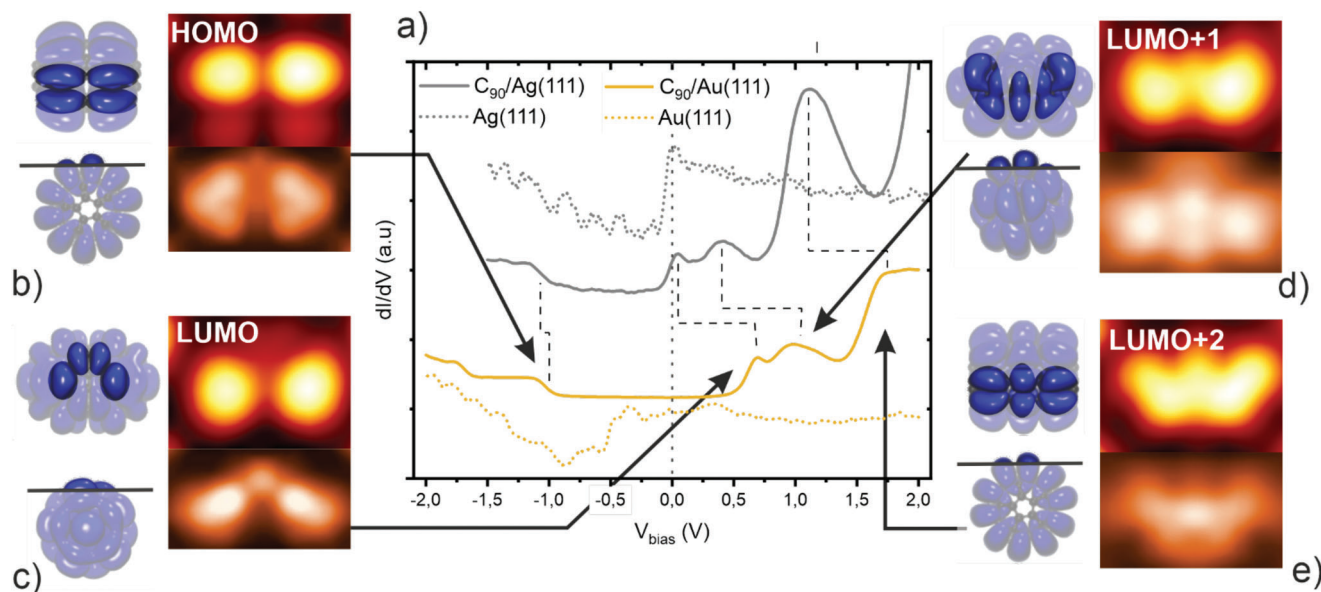 a)
b)
HOMO
C90/Ag(111)
C90/Au(111)
Ag(111)
Au(111)
LUMO+1
d)
c)
LUMO
dI/dV (a.u)
-2,0 -1,5 -1,0 -0,5 0,0 0,5 1,0 1,5 2,0
Vbias (V)
LUMO+2
e)